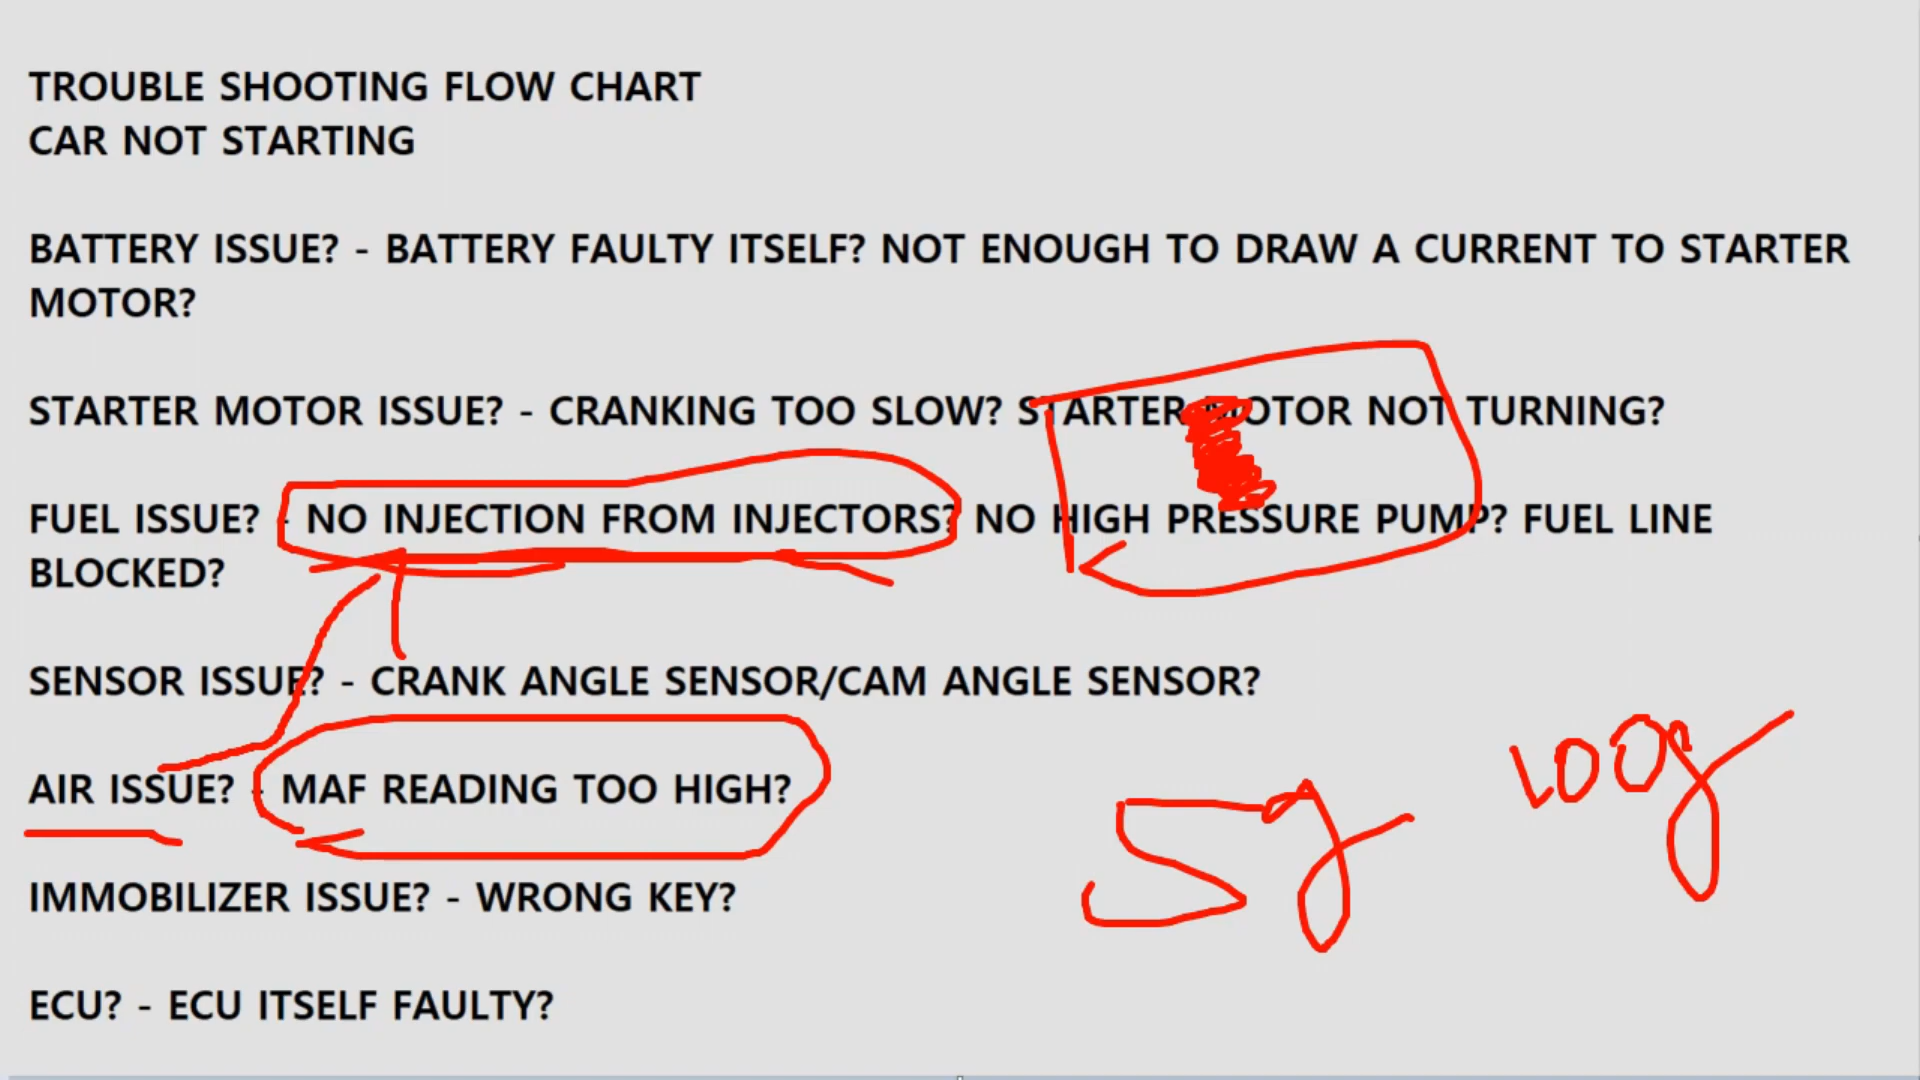 TROUBLE SHOOTING FLOW CHART
CAR NOT STARTING
BATTERY ISSUE? - BATTERY FAULTY ITSELF? NOT ENOUGH TO DRAW A CURRENT TO STARTER
MOTOR?
STARTER MOTOR ISSUE? - CRANKING TOO SLOW? STARTER MOTOR NOT TURNING?
FUEL ISSUE? - NO INJECTION FROM INJECTORS? NO HIGH PRESSURE PUMP? FUEL LINE
BLOCKED?
SENSOR ISSUE? - CRANK ANGLE SENSOR/CAM ANGLE SENSOR?
AIR ISSUE? - MAF READING TOO HIGH?
5g
100g
IMMOBILIZER ISSUE? - WRONG KEY?
ECU? - ECU ITSELF FAULTY?